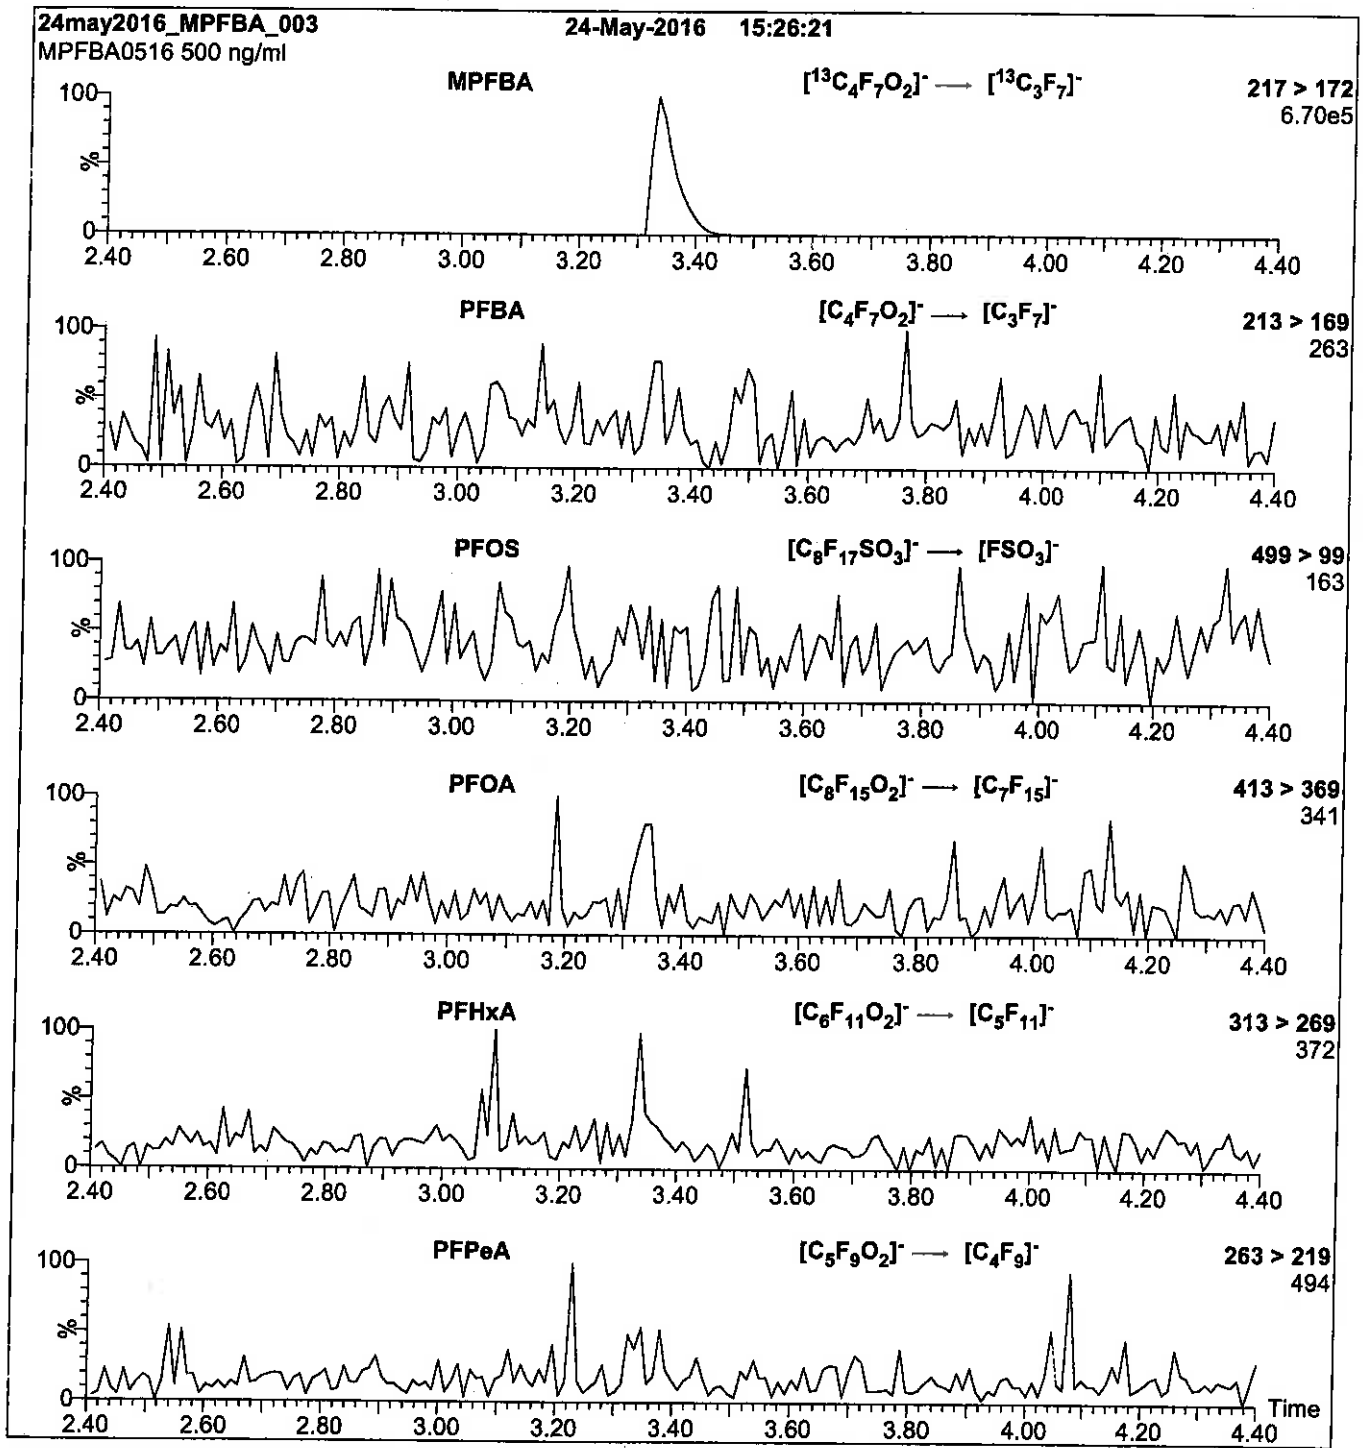 24may2016_MPFBA_003 24-May-2016 15:26:21
MPFBA0516 500 ng/ml
MPFBA [¹³C₄F₇O₂]⁻ → [¹³C₃F₇]⁻ 217 > 172
6.70e5
100
%
0
2.40 2.60 2.80 3.00 3.20 3.40 3.60 3.80 4.00 4.20 4.40
PFBA [C₄F₇O₂]⁻ → [C₃F₇]⁻ 213 > 169
263
100
%
0
2.40 2.60 2.80 3.00 3.20 3.40 3.60 3.80 4.00 4.20 4.40
PFOS [C₈F₁₇SO₃]⁻ → [FSO₃]⁻ 499 > 99
163
100
%
0
2.40 2.60 2.80 3.00 3.20 3.40 3.60 3.80 4.00 4.20 4.40
PFOA [C₈F₁₅O₂]⁻ → [C₇F₁₅]⁻ 413 > 369
341
100
%
0
2.40 2.60 2.80 3.00 3.20 3.40 3.60 3.80 4.00 4.20 4.40
PFHxA [C₆F₁₁O₂]⁻ → [C₅F₁₁]⁻ 313 > 269
372
100
%
0
2.40 2.60 2.80 3.00 3.20 3.40 3.60 3.80 4.00 4.20 4.40
PFPeA [C₅F₉O₂]⁻ → [C₄F₉]⁻ 263 > 219
494
100
%
0
2.40 2.60 2.80 3.00 3.20 3.40 3.60 3.80 4.00 4.20 4.40 Time